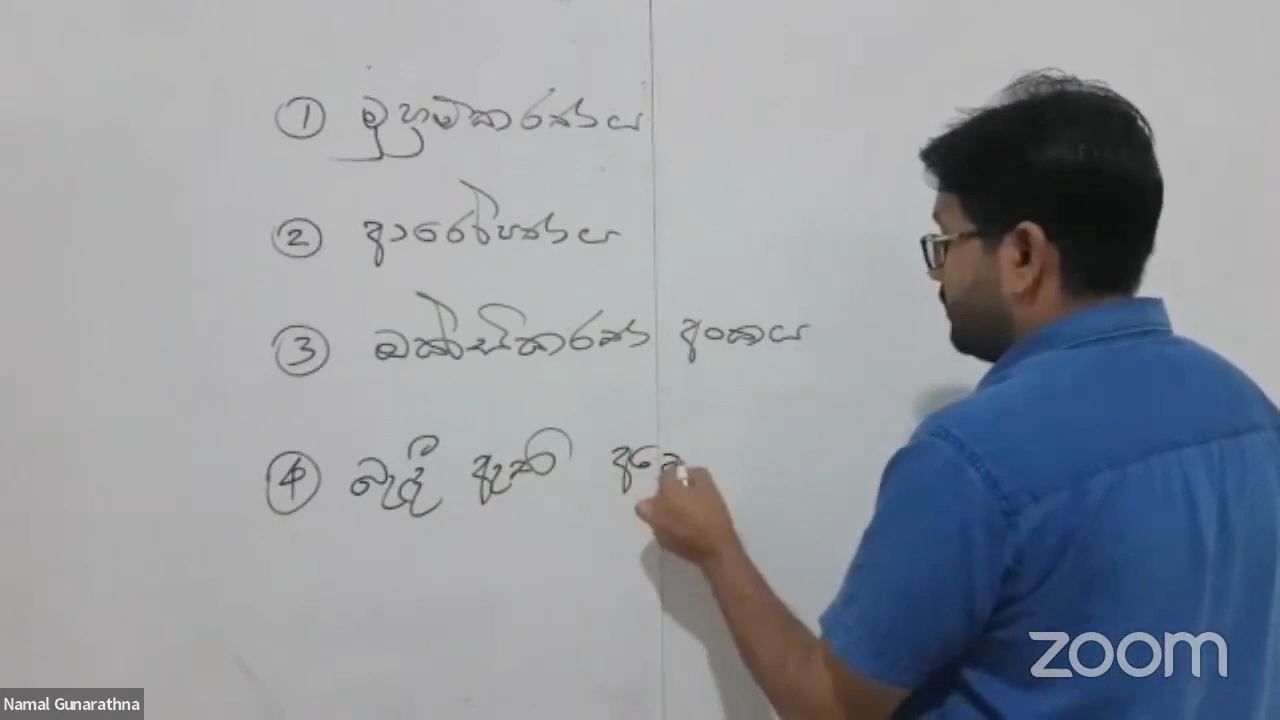 ① මුහුම්කරණය
② ආරෝපණය
③ ඔක්සිකරණ අංකය
④ බැඳී ඇති
ZOOM
Namal Gunarathna